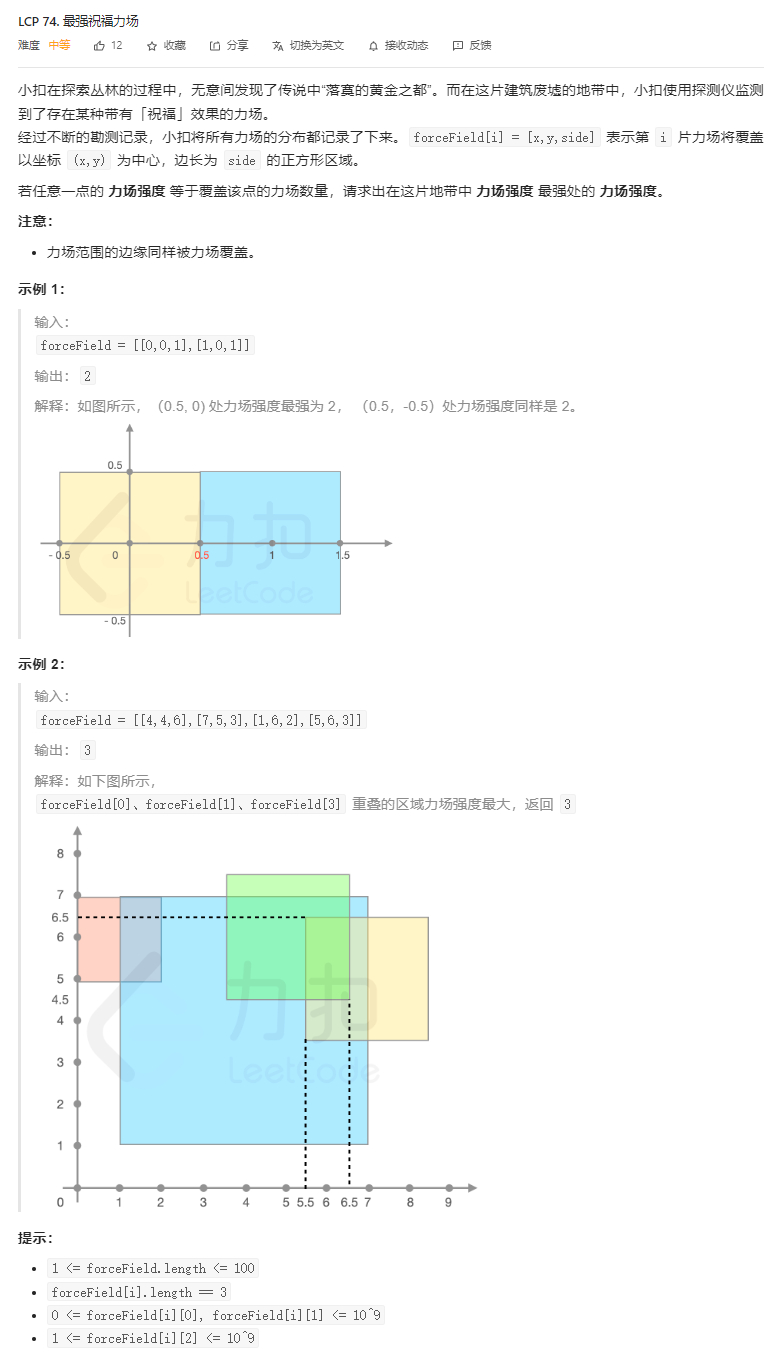 LCP 74. 最强祝福力场
难度 中等 12 收藏 分享 切换为英文 接收动态 反馈
小扣在探索丛林的过程中，无意间发现了传说中“落寞的黄金之都”。而在这片建筑废墟的地带中，小扣使用探测仪监测
到了存在某种带有「祝福」效果的力场。
经过不断的勘测记录，小扣将所有力场的分布都记录了下来。 forceField[i] = [x,y,side] 表示第 i 片力场将覆盖
以坐标 (x,y) 为中心，边长为 side 的正方形区域。
若任意一点的 力场强度 等于覆盖该点的力场数量，请求出在这片地带中 力场强度 最强处的 力场强度。
注意：
• 力场范围的边缘同样被力场覆盖。
示例 1：
输入：
forceField = [[0,0,1],[1,0,1]]
输出： 2
解释：如图所示，（0.5, 0) 处力场强度最强为 2，（0.5，-0.5）处力场强度同样是 2。
0.5
力扣
- 0.5 0 0.5 1 1.5
LeetCode
- 0.5
示例 2：
输入：
forceField = [[4,4,6],[7,5,3],[1,6,2],[5,6,3]]
输出： 3
解释：如下图所示，
forceField[0]、forceField[1]、forceField[3] 重叠的区域力场强度最大，返回 3
8
7
6.5
6
5
4.5
力扣
4
3
LeetCode
2
1
0 1 2 3 4 5 5.5 6 6.5 7 8 9
提示：
• 1 <= forceField.length <= 100
• forceField[i].length == 3
• 0 <= forceField[i][0], forceField[i][1] <= 10^9
• 1 <= forceField[i][2] <= 10^9